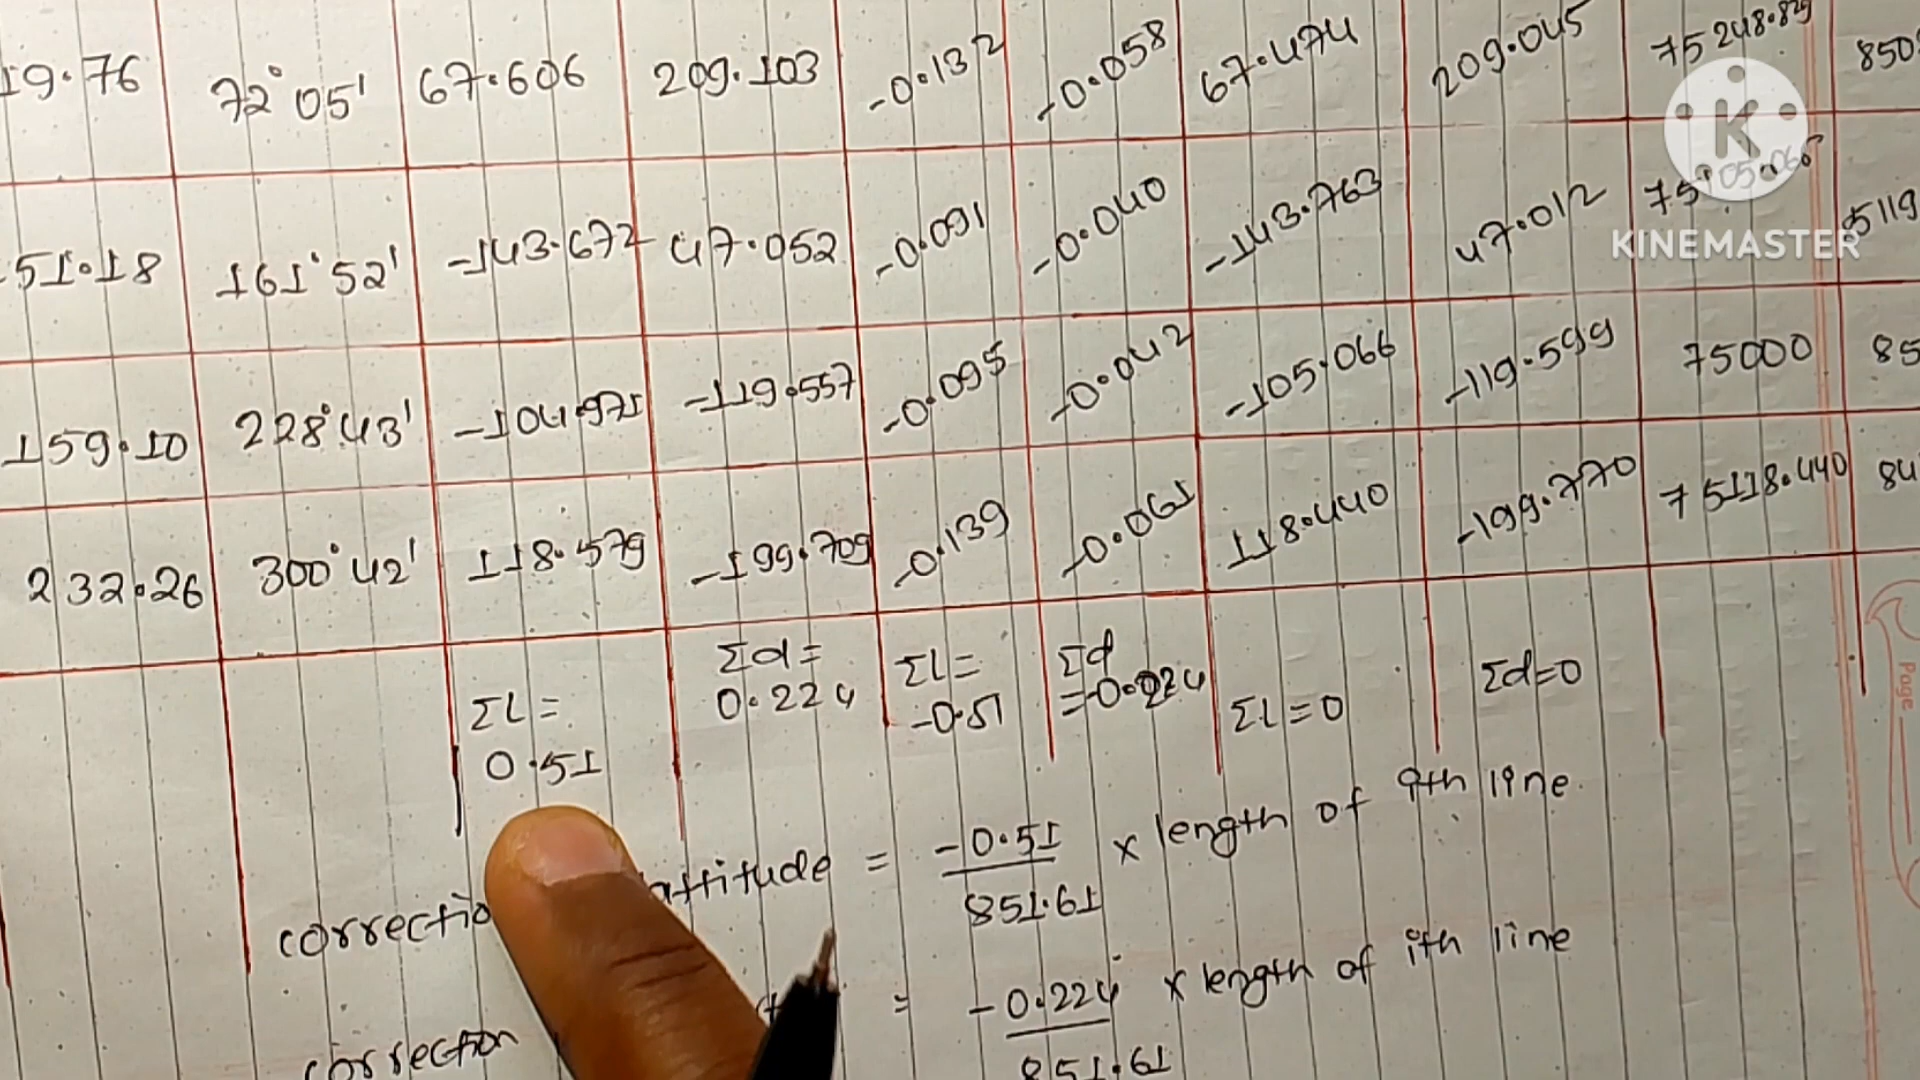 19.76 72°05' 67.606 209.103 -0.132 -0.058 67.474 209.045 75248.829 850
51.18 161°52' -143.672 47.052 -0.091 -0.040 -143.763 47.012 5119
KINEMASTER
159.10 228°43' -104.971 -119.557 -0.095 -0.042 -105.066 -119.599 75000 85
232.26 300°42' 118.579 -199.709 -0.139 -0.061 118.440 -199.770 75118.440 84
ΣL= 0.51 Σd= 0.224 ΣL= -0.51 Σd =-0.224 ΣL=0 Σd=0
correctio attitude = -0.51 / 851.61 x length of ith line
correction = -0.224 / 851.61 x length of ith line
Page